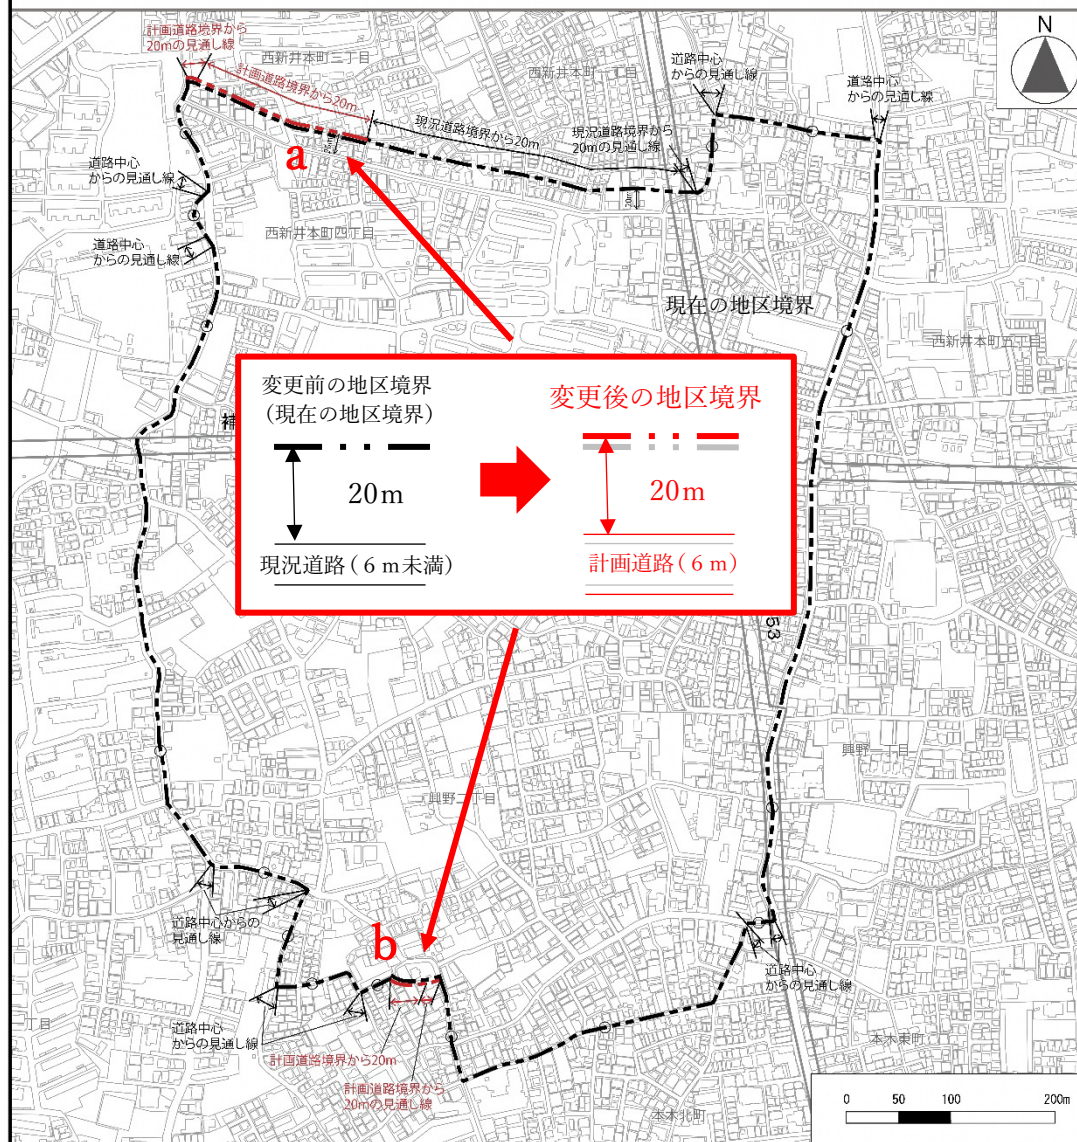 計画道路境界から
20mの見通し線
西新井本町三丁目
計画道路境界から20m
西新井本町一丁目
道路中心
からの見通し線
道路中心
からの見通し線
N
現況道路境界から20m
現況道路境界から
20mの見通し線
a
20m
20m
道路中心
からの見通し線
西新井本町四丁目
道路中心
からの見通し線
現在の地区境界
西新井本町五丁目
補
変更前の地区境界
(現在の地区境界)
20m
現況道路(6m未満)
変更後の地区境界
20m
計画道路(6m)
53
興野一丁目
興野二丁目
道路中心からの
見通し線
b
道路中心
からの見通し線
道路中心
からの見通し線
計画道路境界から20m
計画道路境界から
20mの見通し線
丁目
本木東町
本木北町
0 50 100 200m